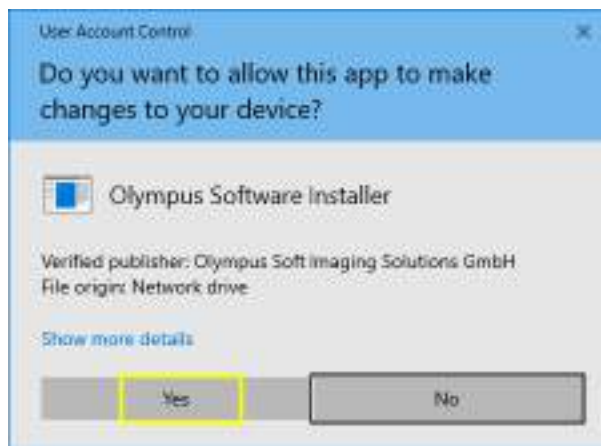 User Account Control
Do you want to allow this app to make
changes to your device?
Olympus Software Installer
Verified publisher: Olympus Soft Imaging Solutions GmbH
File origin: Network drive
Show more details
Yes
No